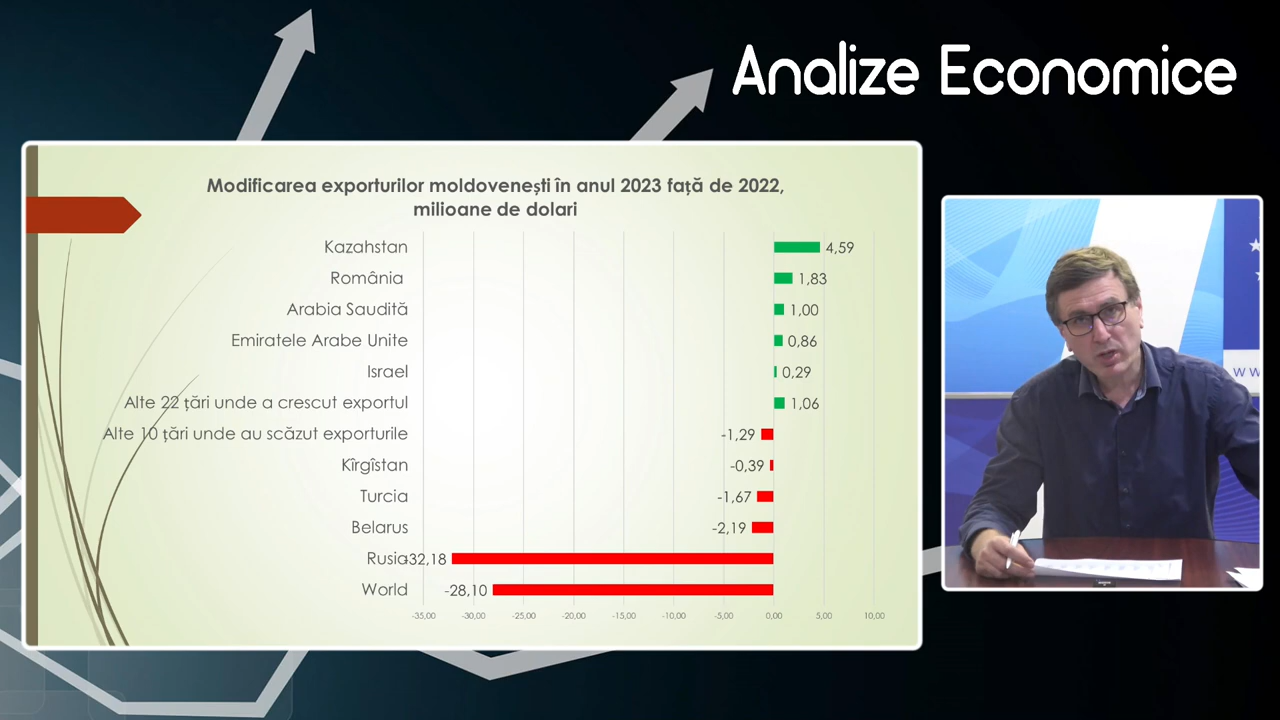 Analize Economice
Modificarea exporturilor moldovenești în anul 2023 față de 2022,
milioane de dolari
Kazahstan 4,59
România 1,83
Arabia Saudită 1,00
Emiratele Arabe Unite 0,86
Israel 0,29
Alte 22 țări unde a crescut exportul 1,06
Alte 10 țări unde au scăzut exporturile -1,29
Kîrgîstan -0,39
Turcia -1,67
Belarus -2,19
Rusia -32,18
World -28,10
-35,00 -30,00 -25,00 -20,00 -15,00 -10,00 -5,00 0,00 5,00 10,00